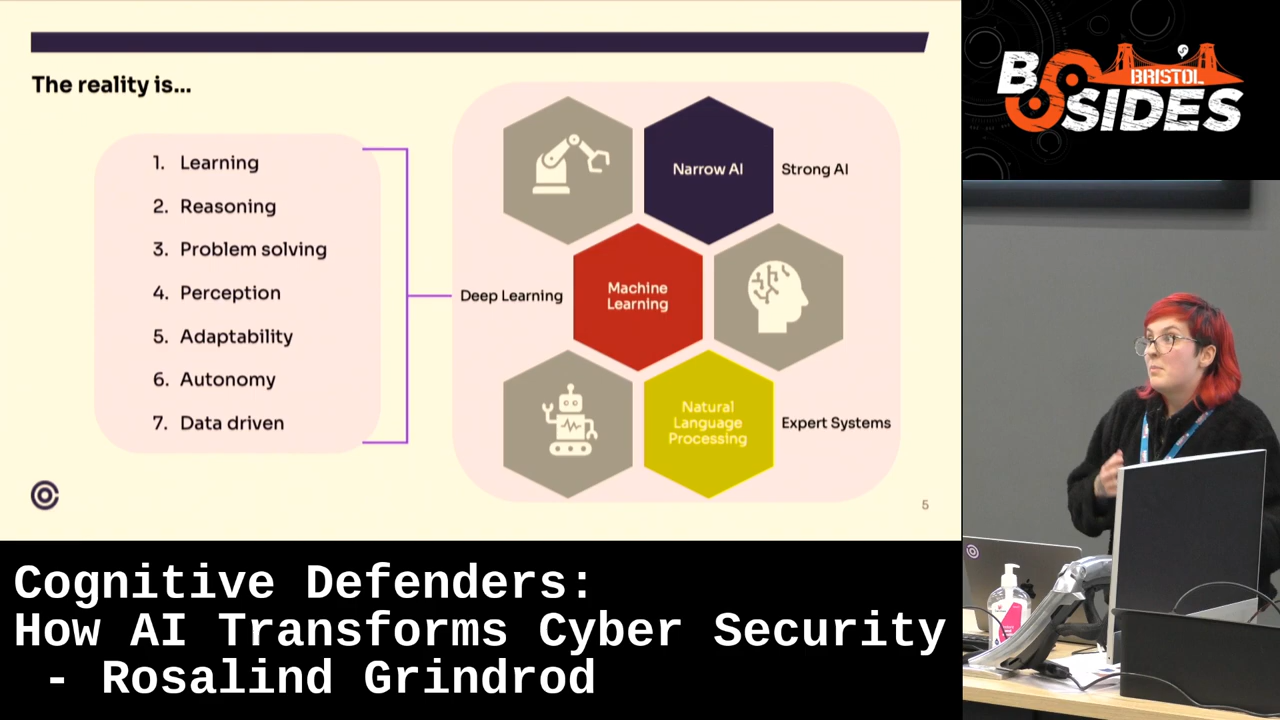 The reality is...
1. Learning
2. Reasoning
3. Problem solving
4. Perception
5. Adaptability
6. Autonomy
7. Data driven
Narrow AI
Strong AI
Deep Learning
Machine
Learning
Natural
Language
Processing
Expert Systems
5
BSIDES
BRISTOL
Cognitive Defenders:
How AI Transforms Cyber Security
- Rosalind Grindrod